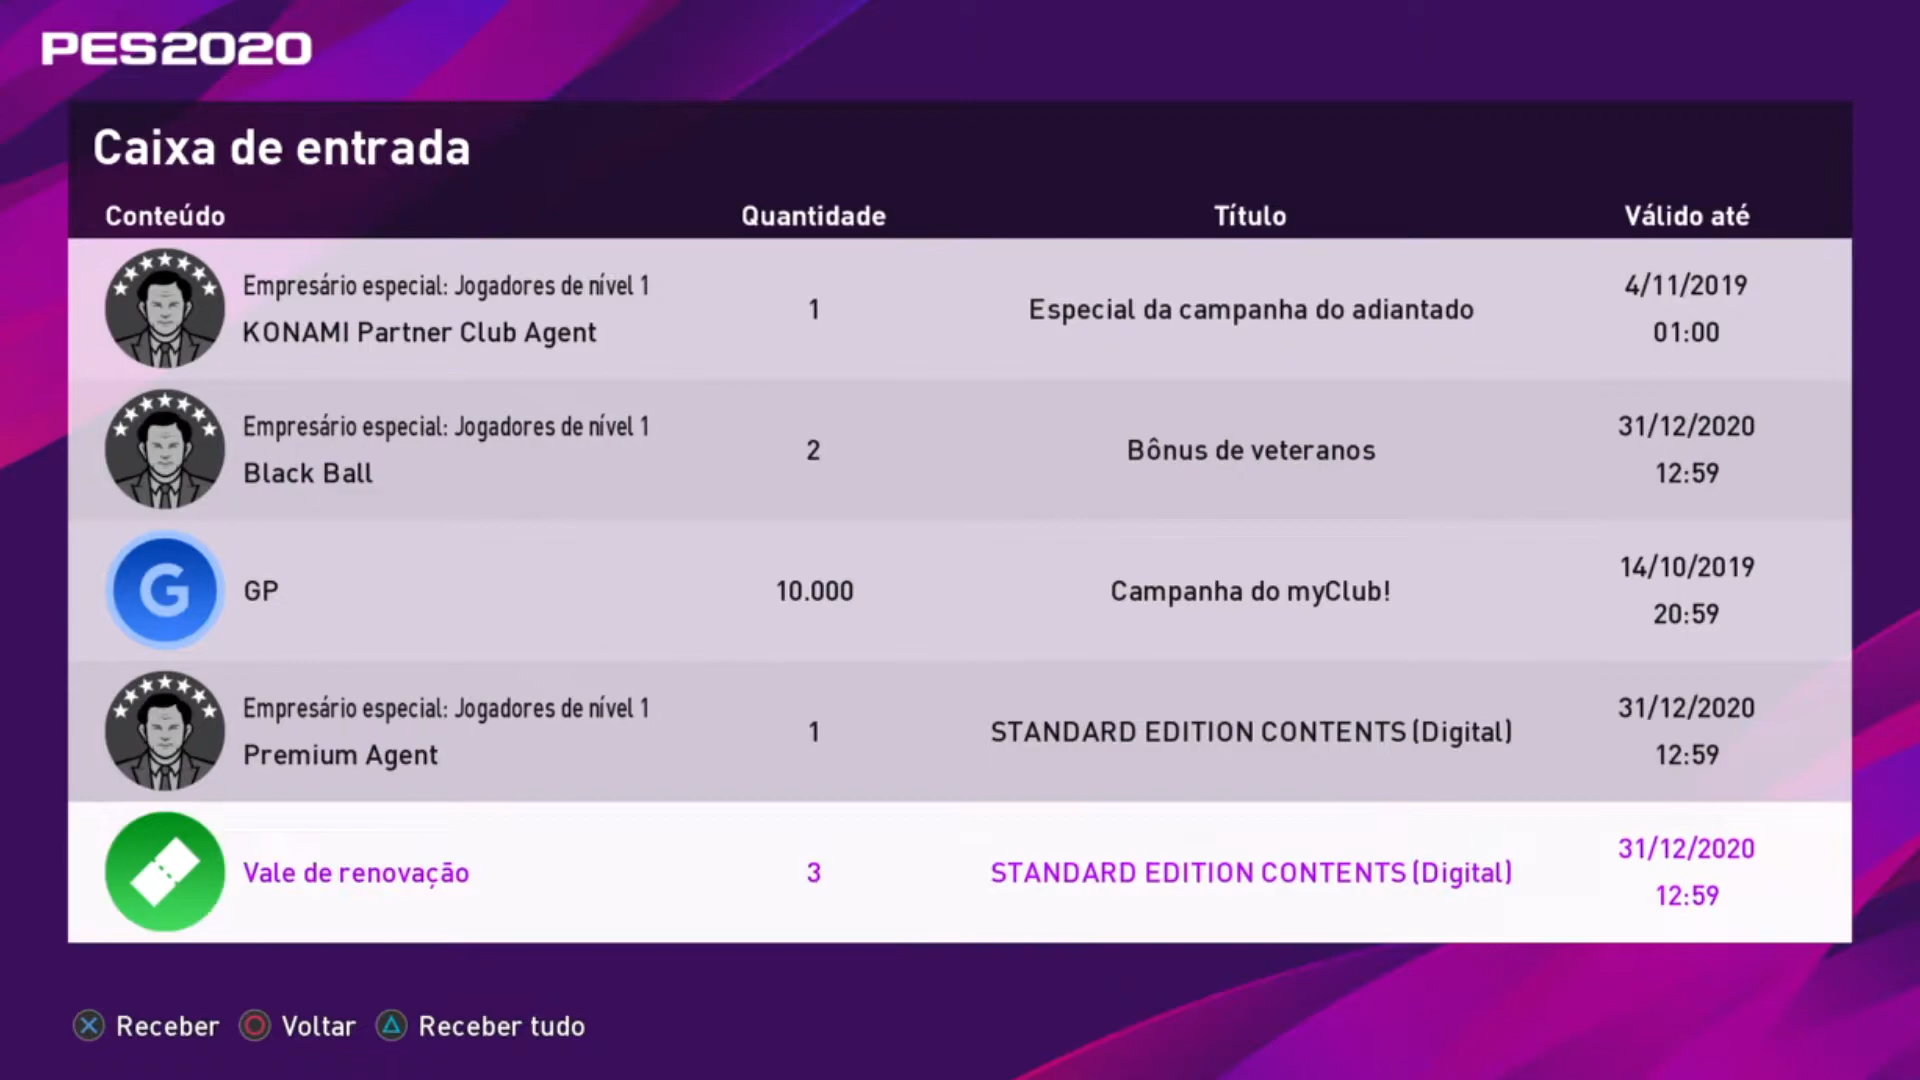 PES2020
Caixa de entrada
Conteúdo Quantidade Título Válido até
Empresário especial: Jogadores de nível 1
KONAMI Partner Club Agent
1
Especial da campanha do adiantado
4/11/2019
01:00
Empresário especial: Jogadores de nível 1
Black Ball
2
Bônus de veteranos
31/12/2020
12:59
G
GP
10.000
Campanha do myClub!
14/10/2019
20:59
Empresário especial: Jogadores de nível 1
Premium Agent
1
STANDARD EDITION CONTENTS (Digital)
31/12/2020
12:59
Vale de renovação
3
STANDARD EDITION CONTENTS (Digital)
31/12/2020
12:59
Receber Voltar Receber tudo